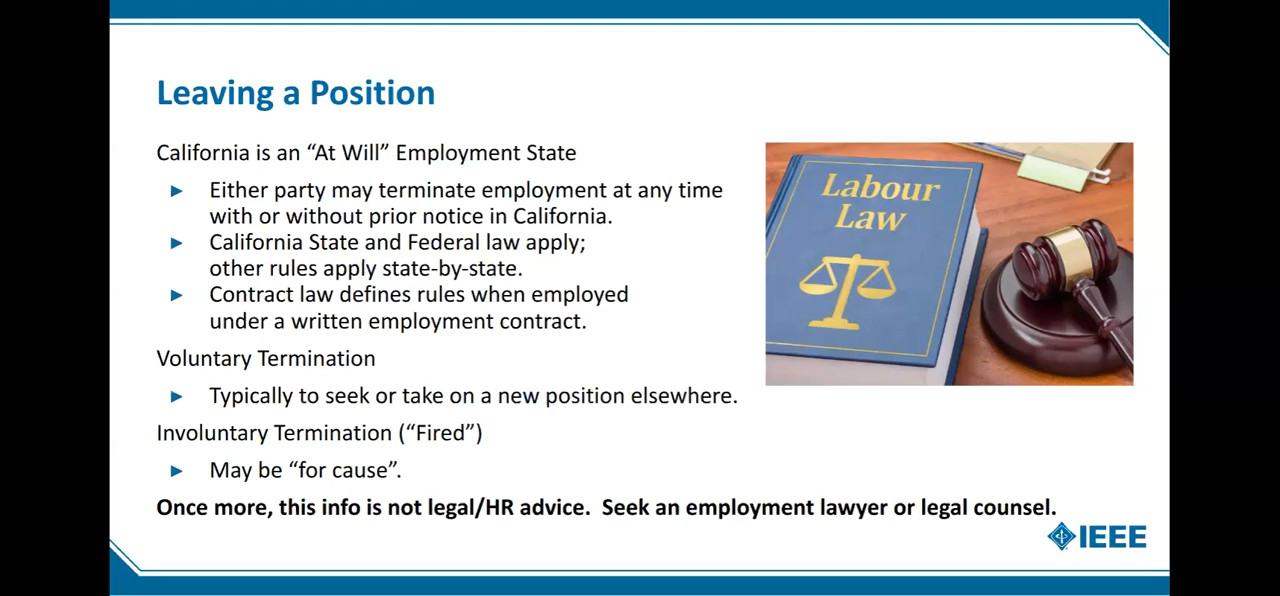 Leaving a Position
California is an “At Will” Employment State
Either party may terminate employment at any time
with or without prior notice in California.
California State and Federal law apply;
other rules apply state-by-state.
Contract law defines rules when employed
under a written employment contract.
Voluntary Termination
Typically to seek or take on a new position elsewhere.
Involuntary Termination (“Fired”)
May be “for cause”.
Once more, this info is not legal/HR advice.  Seek an employment lawyer or legal counsel.
Labour
Law
IEEE